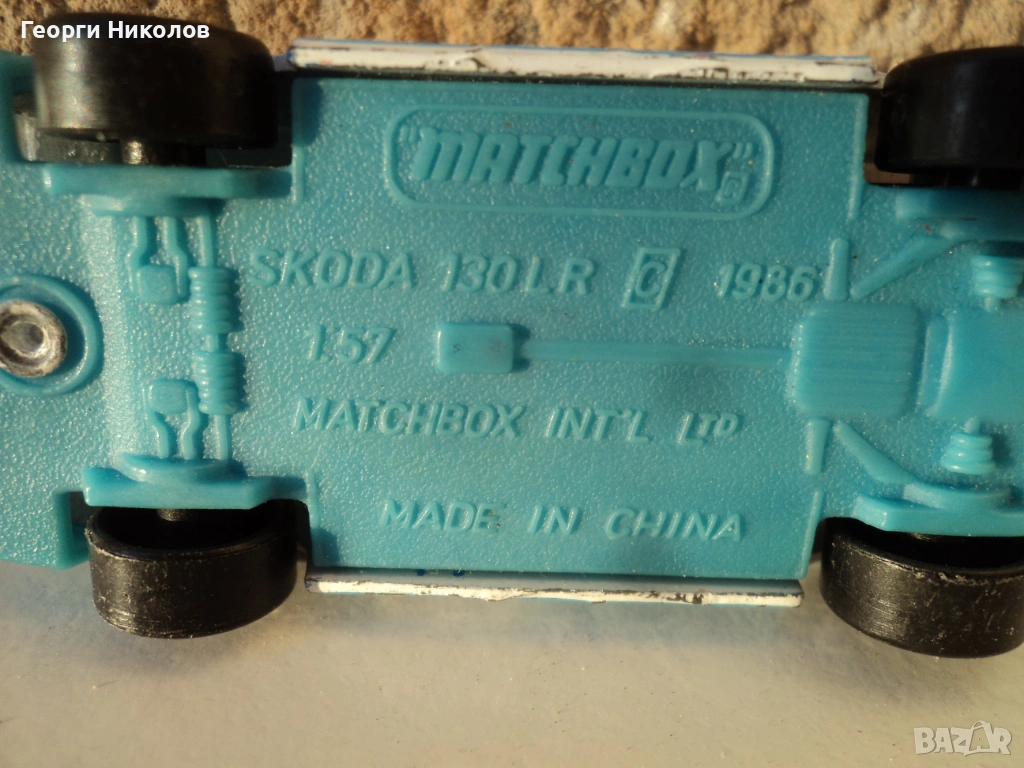 Георги Николов
"MATCHBOX" ®
SKODA 130LR © 1986
1:57
MATCHBOX INT'L LTD
MADE IN CHINA
BAZAR